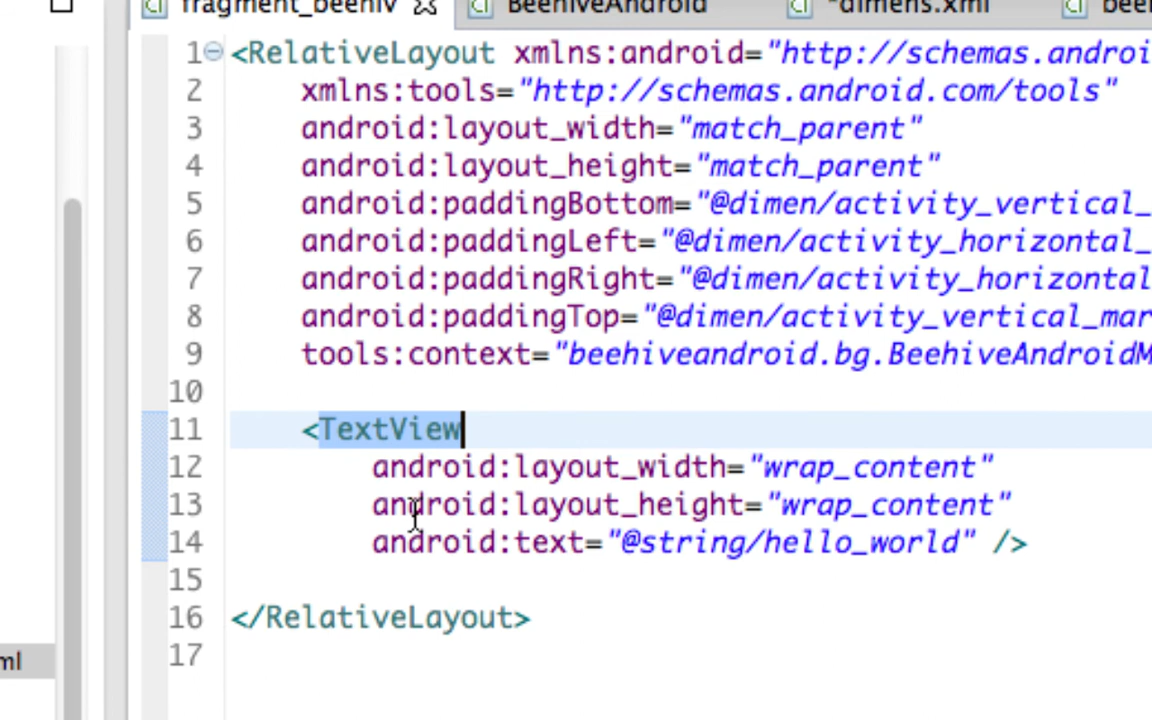 fragment_beehiv BeehiveAndroid *dimens.xml beei
1 <RelativeLayout xmlns:android="http://schemas.androi
2 xmlns:tools="http://schemas.android.com/tools"
3 android:layout_width="match_parent"
4 android:layout_height="match_parent"
5 android:paddingBottom="@dimen/activity_vertical_
6 android:paddingLeft="@dimen/activity_horizontal_
7 android:paddingRight="@dimen/activity_horizontal
8 android:paddingTop="@dimen/activity_vertical_mar
9 tools:context="beehiveandroid.bg.BeehiveAndroidM
10
11 <TextView
12 android:layout_width="wrap_content"
13 android:layout_height="wrap_content"
14 android:text="@string/hello_world" />
15
16 </RelativeLayout>
ml
17